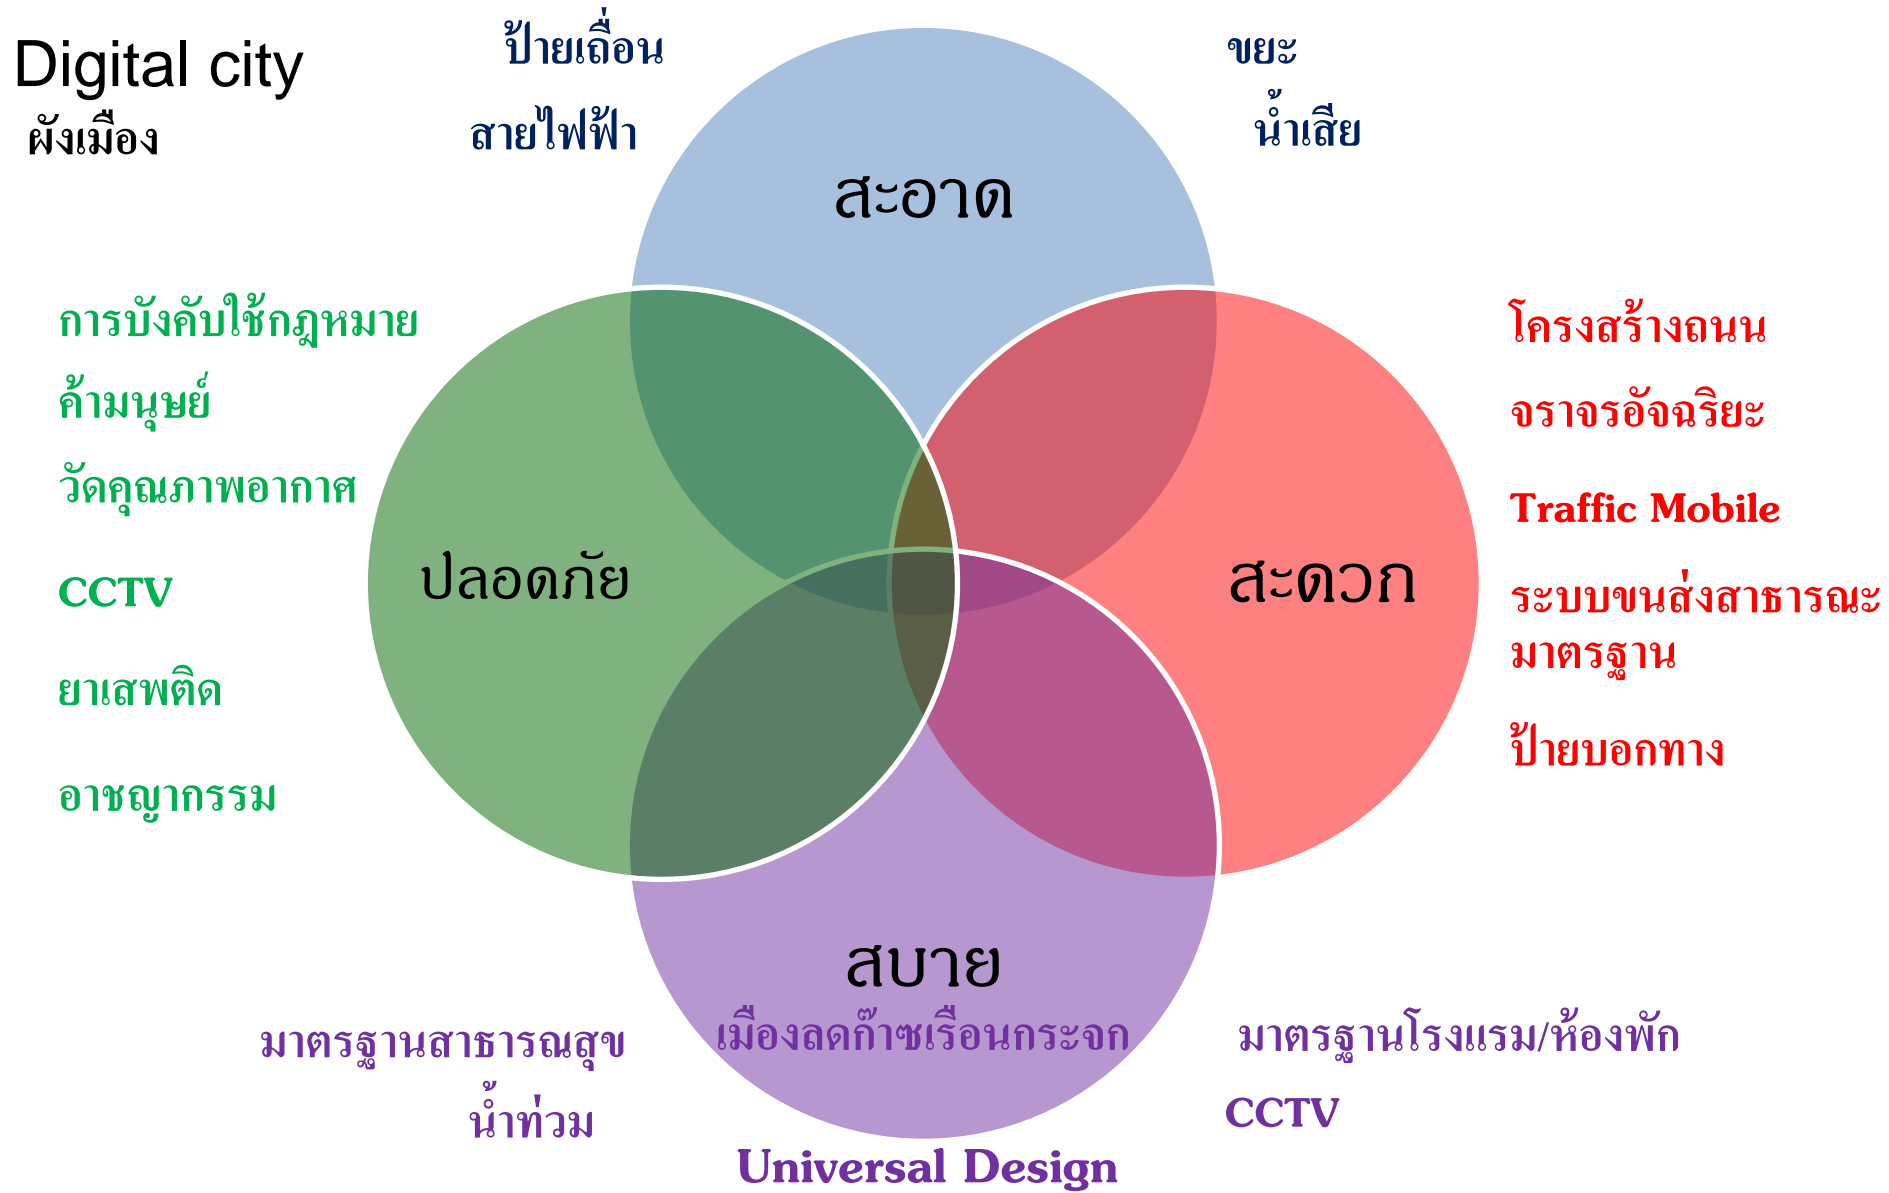 Digital city
ผังเมือง
ป้ายเถื่อน
สายไฟฟ้า
ขยะ
น้ำเสีย
สะอาด
การบังคับใช้กฎหมาย
ค้ามนุษย์
วัดคุณภาพอากาศ
CCTV
ยาเสพติด
อาชญากรรม
ปลอดภัย
สะดวก
โครงสร้างถนน
จราจรอัจฉริยะ
Traffic Mobile
ระบบขนส่งสาธารณะ
มาตรฐาน
ป้ายบอกทาง
สบาย
เมืองลดก๊าซเรือนกระจก
มาตรฐานสาธารณสุข
น้ำท่วม
มาตรฐานโรงแรม/ห้องพัก
CCTV
Universal Design